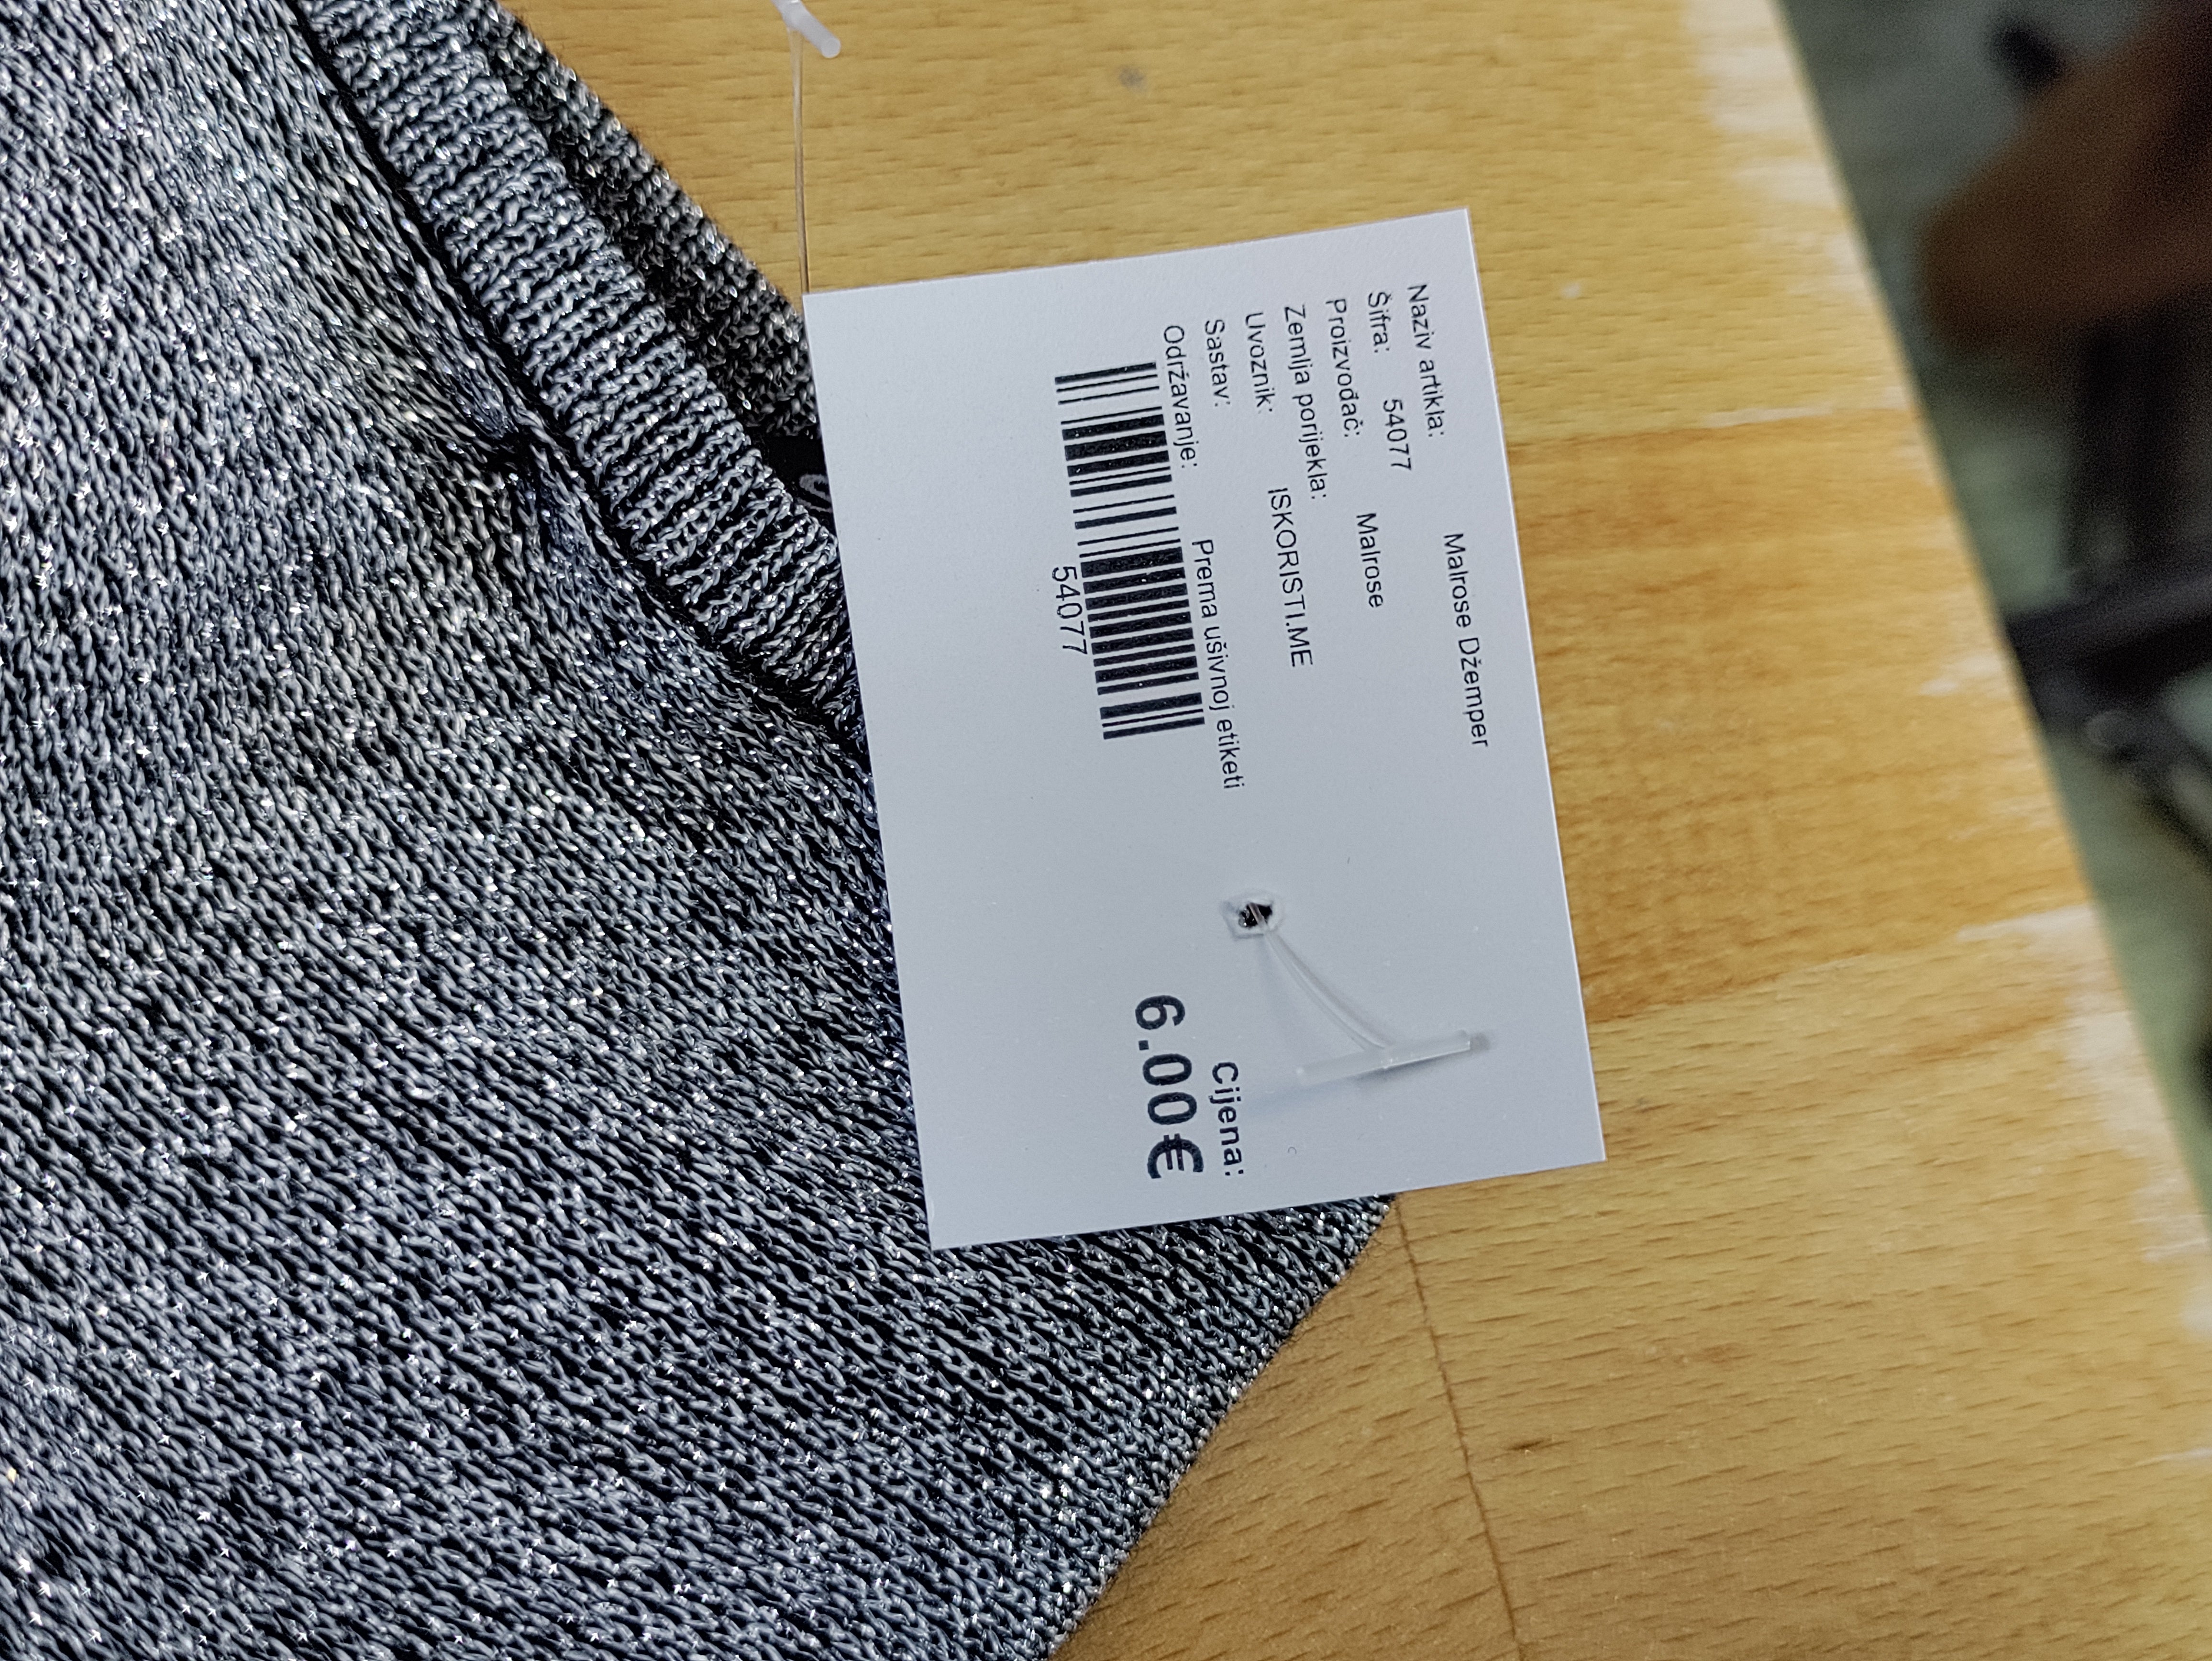 Naziv artikla: Malrose Džemper
Šifra: 54077
Proizvođač: Malrose
Zemlja porijekla:
Uvoznik: ISKORISTI.ME
Sastav:
Održavanje: Prema ušivnoj etiketi
54077
Cijena:
6.00€